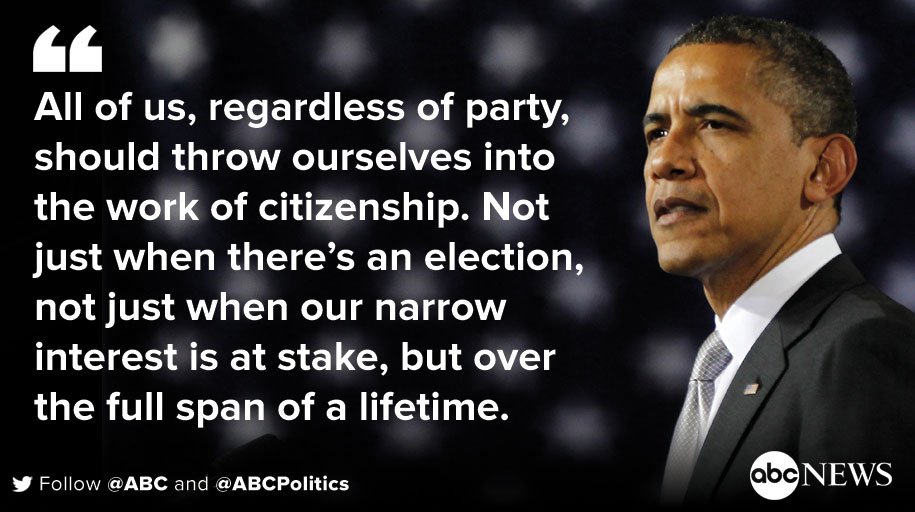 “
All of us, regardless of party,
should throw ourselves into
the work of citizenship. Not
just when there’s an election,
not just when our narrow
interest is at stake, but over
the full span of a lifetime.
Follow @ABC and @ABCPolitics
abc NEWS